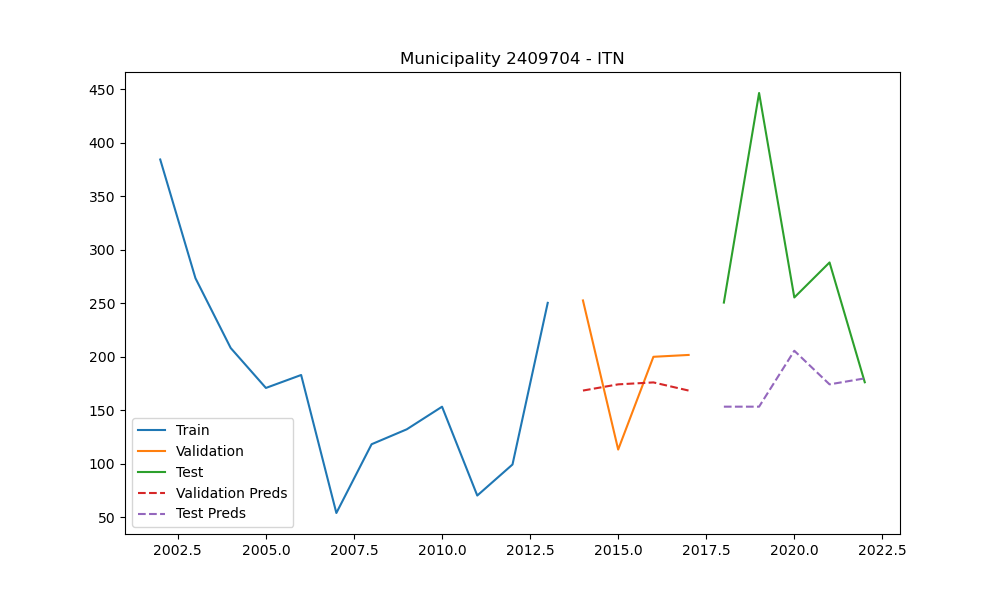 Municipality 2409704 - ITN
450
400
350
300
250
200
150
100
50
Train
Validation
Test
Validation Preds
Test Preds
2002.5 2005.0 2007.5 2010.0 2012.5 2015.0 2017.5 2020.0 2022.5